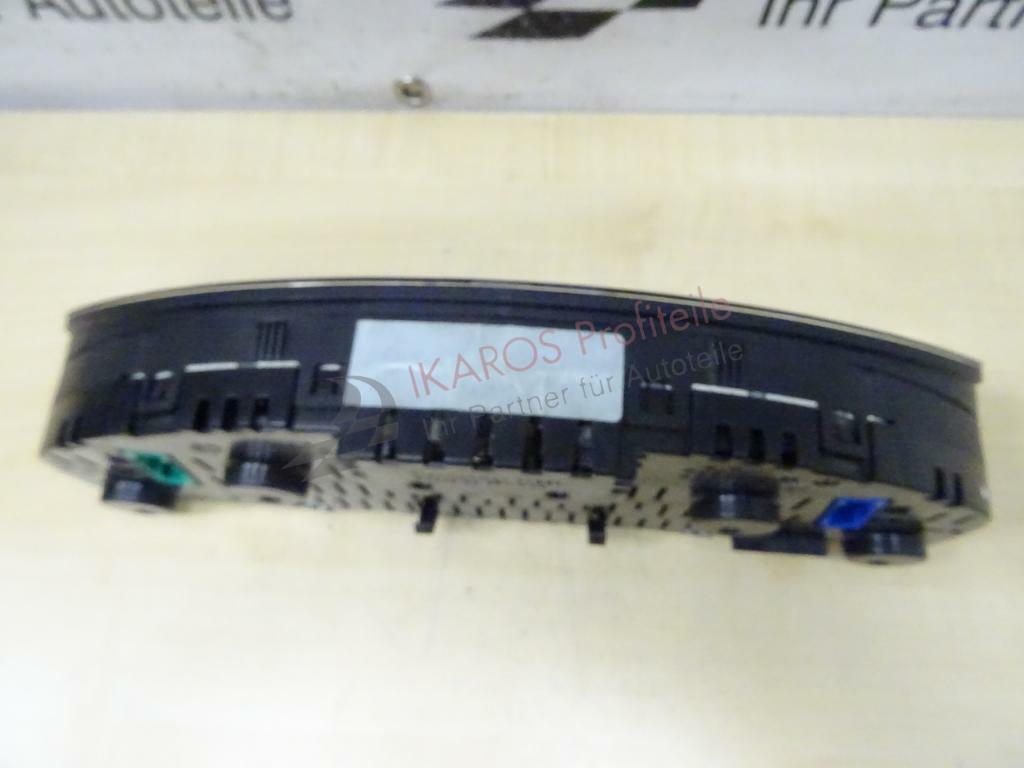 Autoteile
Ihr Partn
IKAROS Profiteile
Ihr Partner für Autoteile